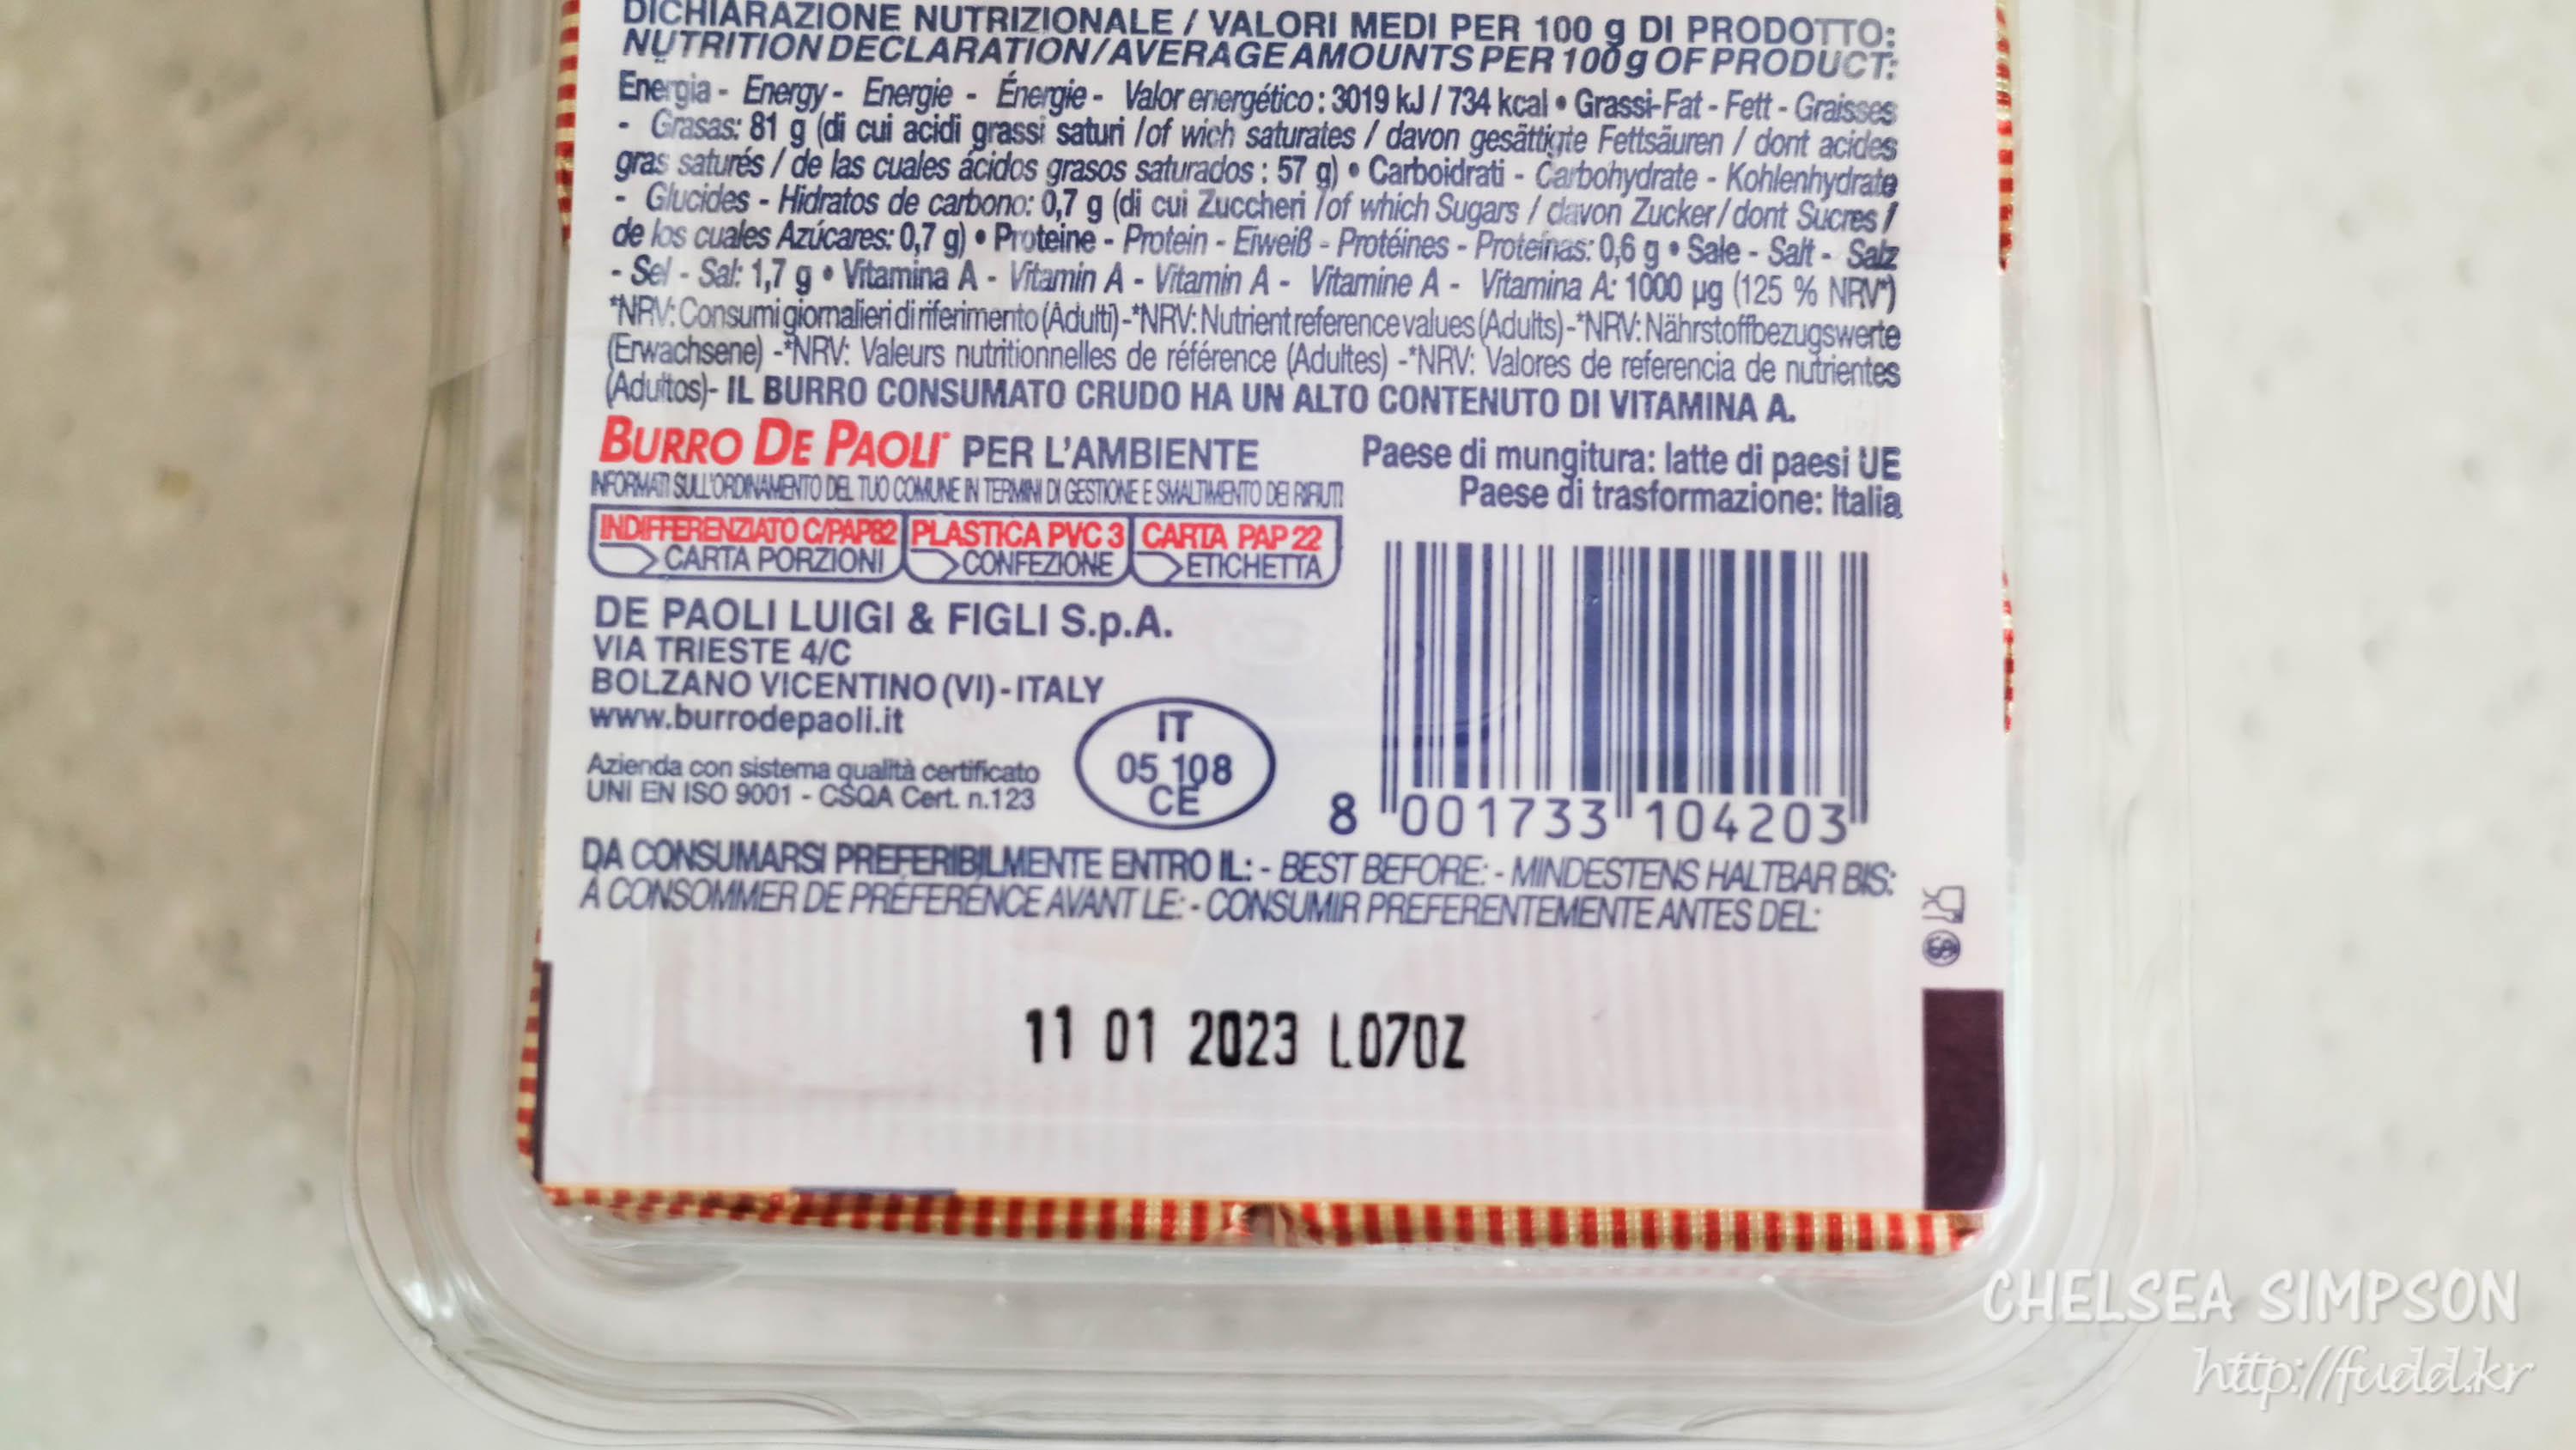 DICHIARAZIONE NUTRIZIONALE / VALORI MEDI PER 100 g DI PRODOTTO:
NUTRITION DECLARATION/AVERAGE AMOUNTS PER 100g OF PRODUCT:
Energia - Energy - Energie - Énergie - Valor energético : 3019 kJ / 734 kcal • Grassi-Fat - Fett - Graisses
- Grasas: 81 g (di cui acidi grassi saturi /of wich saturates / davon gesättigte Fettsäuren / dont acides
gras saturés / de las cuales ácidos grasos saturados : 57 g) • Carboidrati - Carbohydrate - Kohlenhydrate
- Glucides - Hidratos de carbono: 0,7 g (di cui Zuccheri /of which Sugars / davon Zucker / dont Sucres /
de los cuales Azúcares: 0,7 g) • Proteine - Protein - Eiweiß - Protéines - Proteínas: 0,6 g • Sale - Salt - Salz
- Sel - Sal: 1,7 g • Vitamina A - Vitamin A - Vitamin A - Vitamine A - Vitamina A: 1000 µg (125 % NRV*)
*NRV: Consumi giornalieri di riferimento (Adulti) -*NRV: Nutrient reference values (Adults)-*NRV: Nährstoffbezugswerte
(Erwachsene) -*NRV: Valeurs nutritionnelles de référence (Adultes) -*NRV: Valores de referencia de nutrientes
(Adultos)- IL BURRO CONSUMATO CRUDO HA UN ALTO CONTENUTO DI VITAMINA A.
BURRO DE PAOLI PER L'AMBIENTE
INFORMATI SULL'ORDINAMENTO DEL TUO COMUNE IN TERMINI DI GESTIONE E SMALTIMENTO DEI RIFIUTI
INDIFFERENZIATO C/PAP82 PLASTICA PVC 3 CARTA PAP 22
CARTA PORZIONI CONFEZIONE ETICHETTA
Paese di mungitura: latte di paesi UE
Paese di trasformazione: Italia
DE PAOLI LUIGI & FIGLI S.p.A.
VIA TRIESTE 4/C
BOLZANO VICENTINO (VI) - ITALY
www.burrodepaoli.it
Azienda con sistema qualità certificato
UNI EN ISO 9001 - CSQA Cert. n.123
IT
05 108
CE
8 001733 104203
DA CONSUMARSI PREFERIBILMENTE ENTRO IL: - BEST BEFORE: - MINDESTENS HALTBAR BIS:
À CONSOMMER DE PRÉFÉRENCE AVANT LE: - CONSUMIR PREFERENTEMENTE ANTES DEL:
11 01 2023 L070Z
CHELSEA SIMPSON
http://fudd.kr